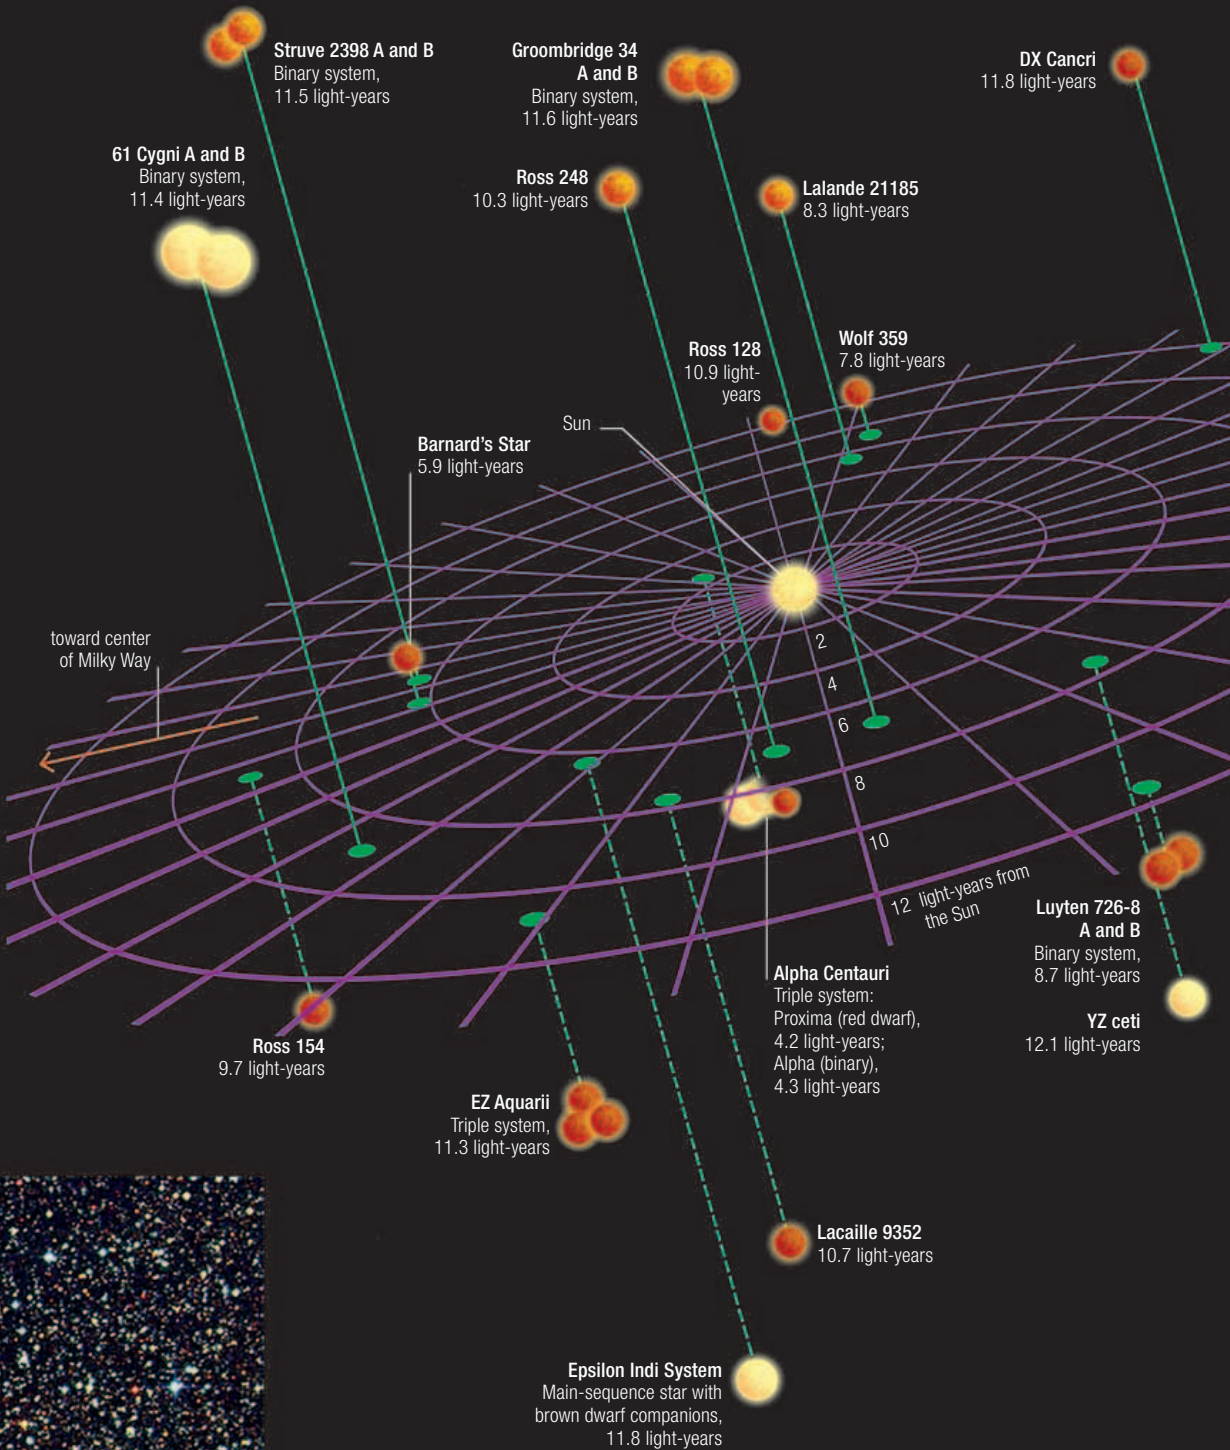 Struve 2398 A and B
Binary system,
11.5 light-years
Groombridge 34
A and B
Binary system,
11.6 light-years
DX Cancri
11.8 light-years
61 Cygni A and B
Binary system,
11.4 light-years
Ross 248
10.3 light-years
Lalande 21185
8.3 light-years
Ross 128
10.9 light-
years
Wolf 359
7.8 light-years
Sun
Barnard’s Star
5.9 light-years
toward center
of Milky Way
2
4
6
8
10
12 light-years from
the Sun
Luyten 726-8
A and B
Binary system,
8.7 light-years
YZ ceti
12.1 light-years
Alpha Centauri
Triple system:
Proxima (red dwarf),
4.2 light-years;
Alpha (binary),
4.3 light-years
Ross 154
9.7 light-years
EZ Aquarii
Triple system,
11.3 light-years
Lacaille 9352
10.7 light-years
Epsilon Indi System
Main-sequence star with
brown dwarf companions,
11.8 light-years